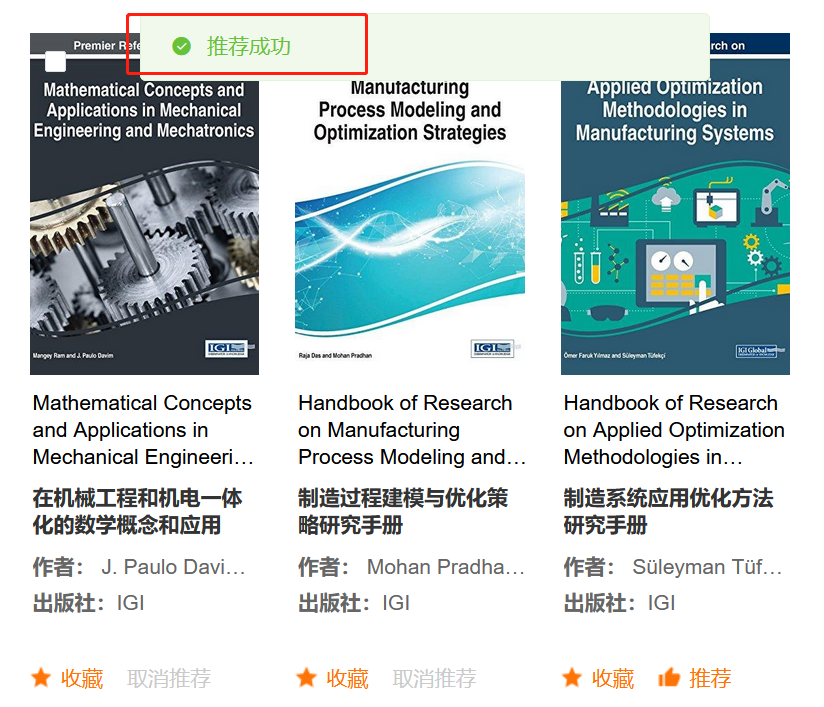 推荐成功
Premier Refe
rch on
Mathematical Concepts and
Applications in Mechanical
Engineering and Mechatronics
Mangey Ram and J. Paulo Davim
IGI
Manufacturing
Process Modeling and
Optimization Strategies
Raja Das and Mohan Pradhan
IGI
Applied Optimization
Methodologies in
Manufacturing Systems
Ömer Faruk Yılmaz and Süleyman Tüfekçi
IGI Global
Mathematical Concepts
and Applications in
Mechanical Engineeri…
在机械工程和机电一体
化的数学概念和应用
作者： J. Paulo Davi…
出版社：IGI
收藏 取消推荐
Handbook of Research
on Manufacturing
Process Modeling and…
制造过程建模与优化策
略研究手册
作者： Mohan Pradha…
出版社：IGI
收藏 取消推荐
Handbook of Research
on Applied Optimization
Methodologies in…
制造系统应用优化方法
研究手册
作者： Süleyman Tüf…
出版社：IGI
收藏 推荐